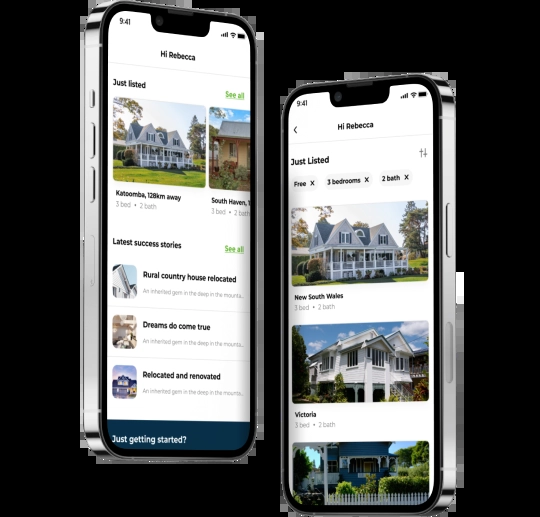 9:41
Hi Rebecca
Just listed
See all
Katoomba, 128km away
3 bed • 2 bath
South Haven, 1
3 bed • 2 bath
Latest success stories
See all
Rural country house relocated
An inherited gem in the deep in the mounta...
Dreams do come true
An inherited gem in the deep in the mounta...
Relocated and renovated
An inherited gem in the deep in the mounta...
Just getting started?
9:41
Hi Rebecca
Just Listed
Free X
3 bedrooms X
2 bath X
New South Wales
3 bed • 2 bath
Victoria
3 bed • 2 bath